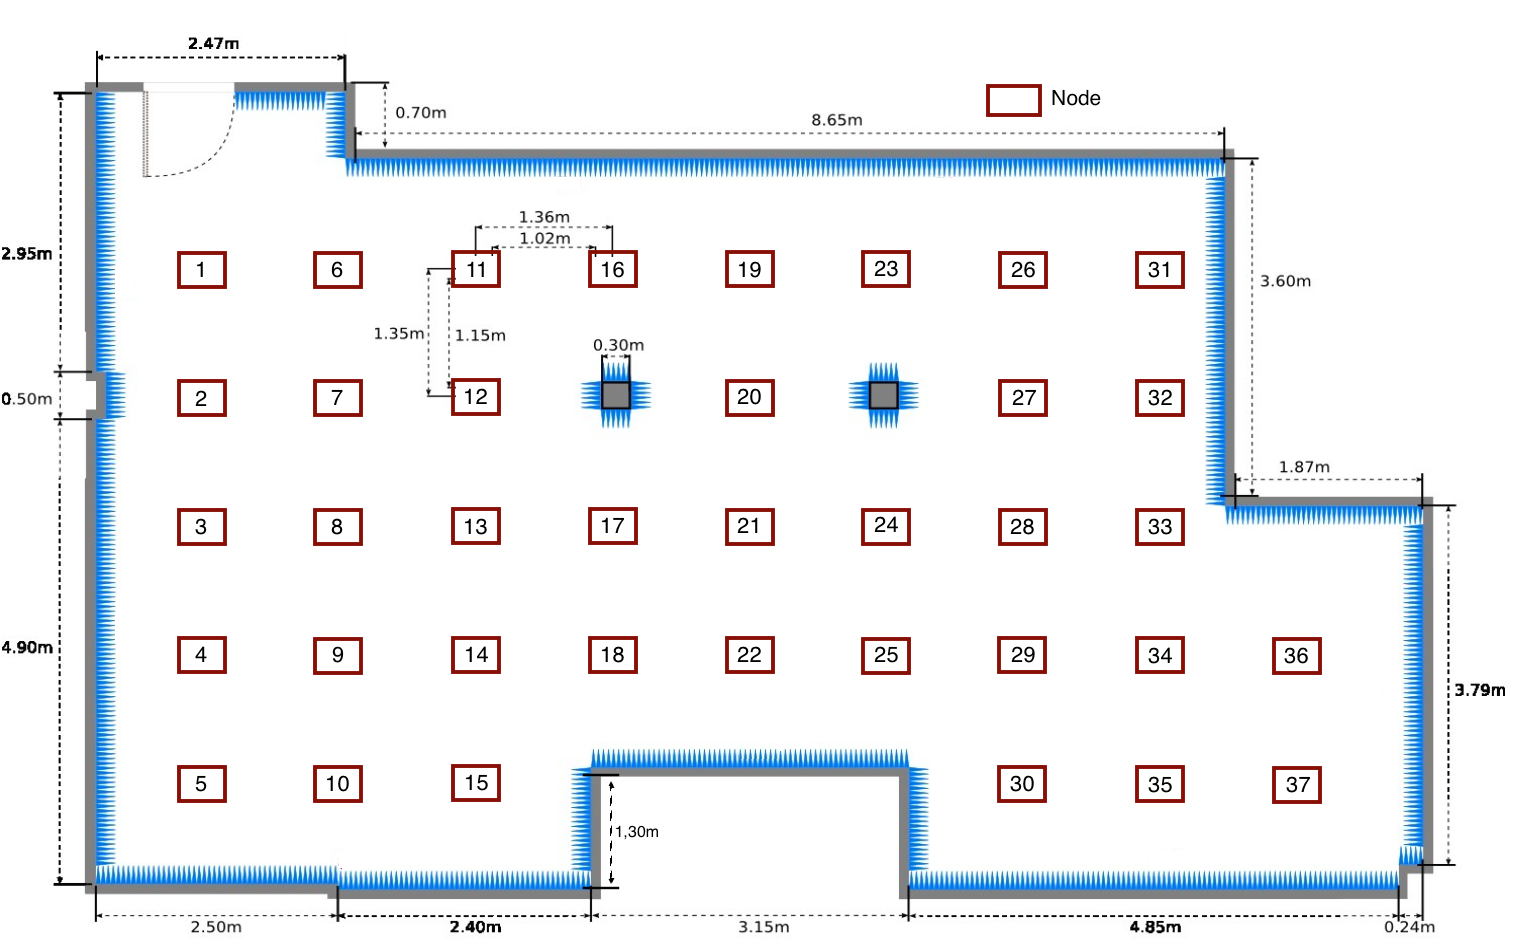 2.47m
0.70m
Node
8.65m
1.36m
1.02m
2.95m
1 6 11 16 19 23 26 31
3.60m
1.35m 1.15m
0.30m
0.50m
2 7 12 20 27 32
1.87m
3 8 13 17 21 24 28 33
4.90m
4 9 14 18 22 25 29 34 36
3.79m
5 10 15 30 35 37
1,30m
2.50m 2.40m 3.15m 4.85m 0.24m